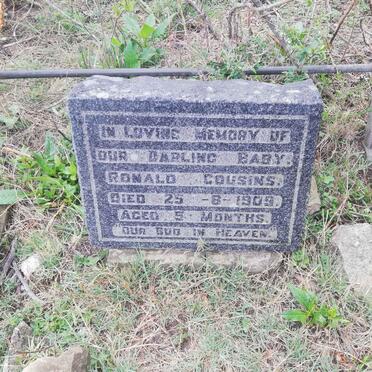 IN LOVING MEMORY OF
OUR DARLING BABY.
RONALD COUSINS.
DIED 25-8-1909.
AGED 9 MONTHS.
OUR BUD IN HEAVEN.